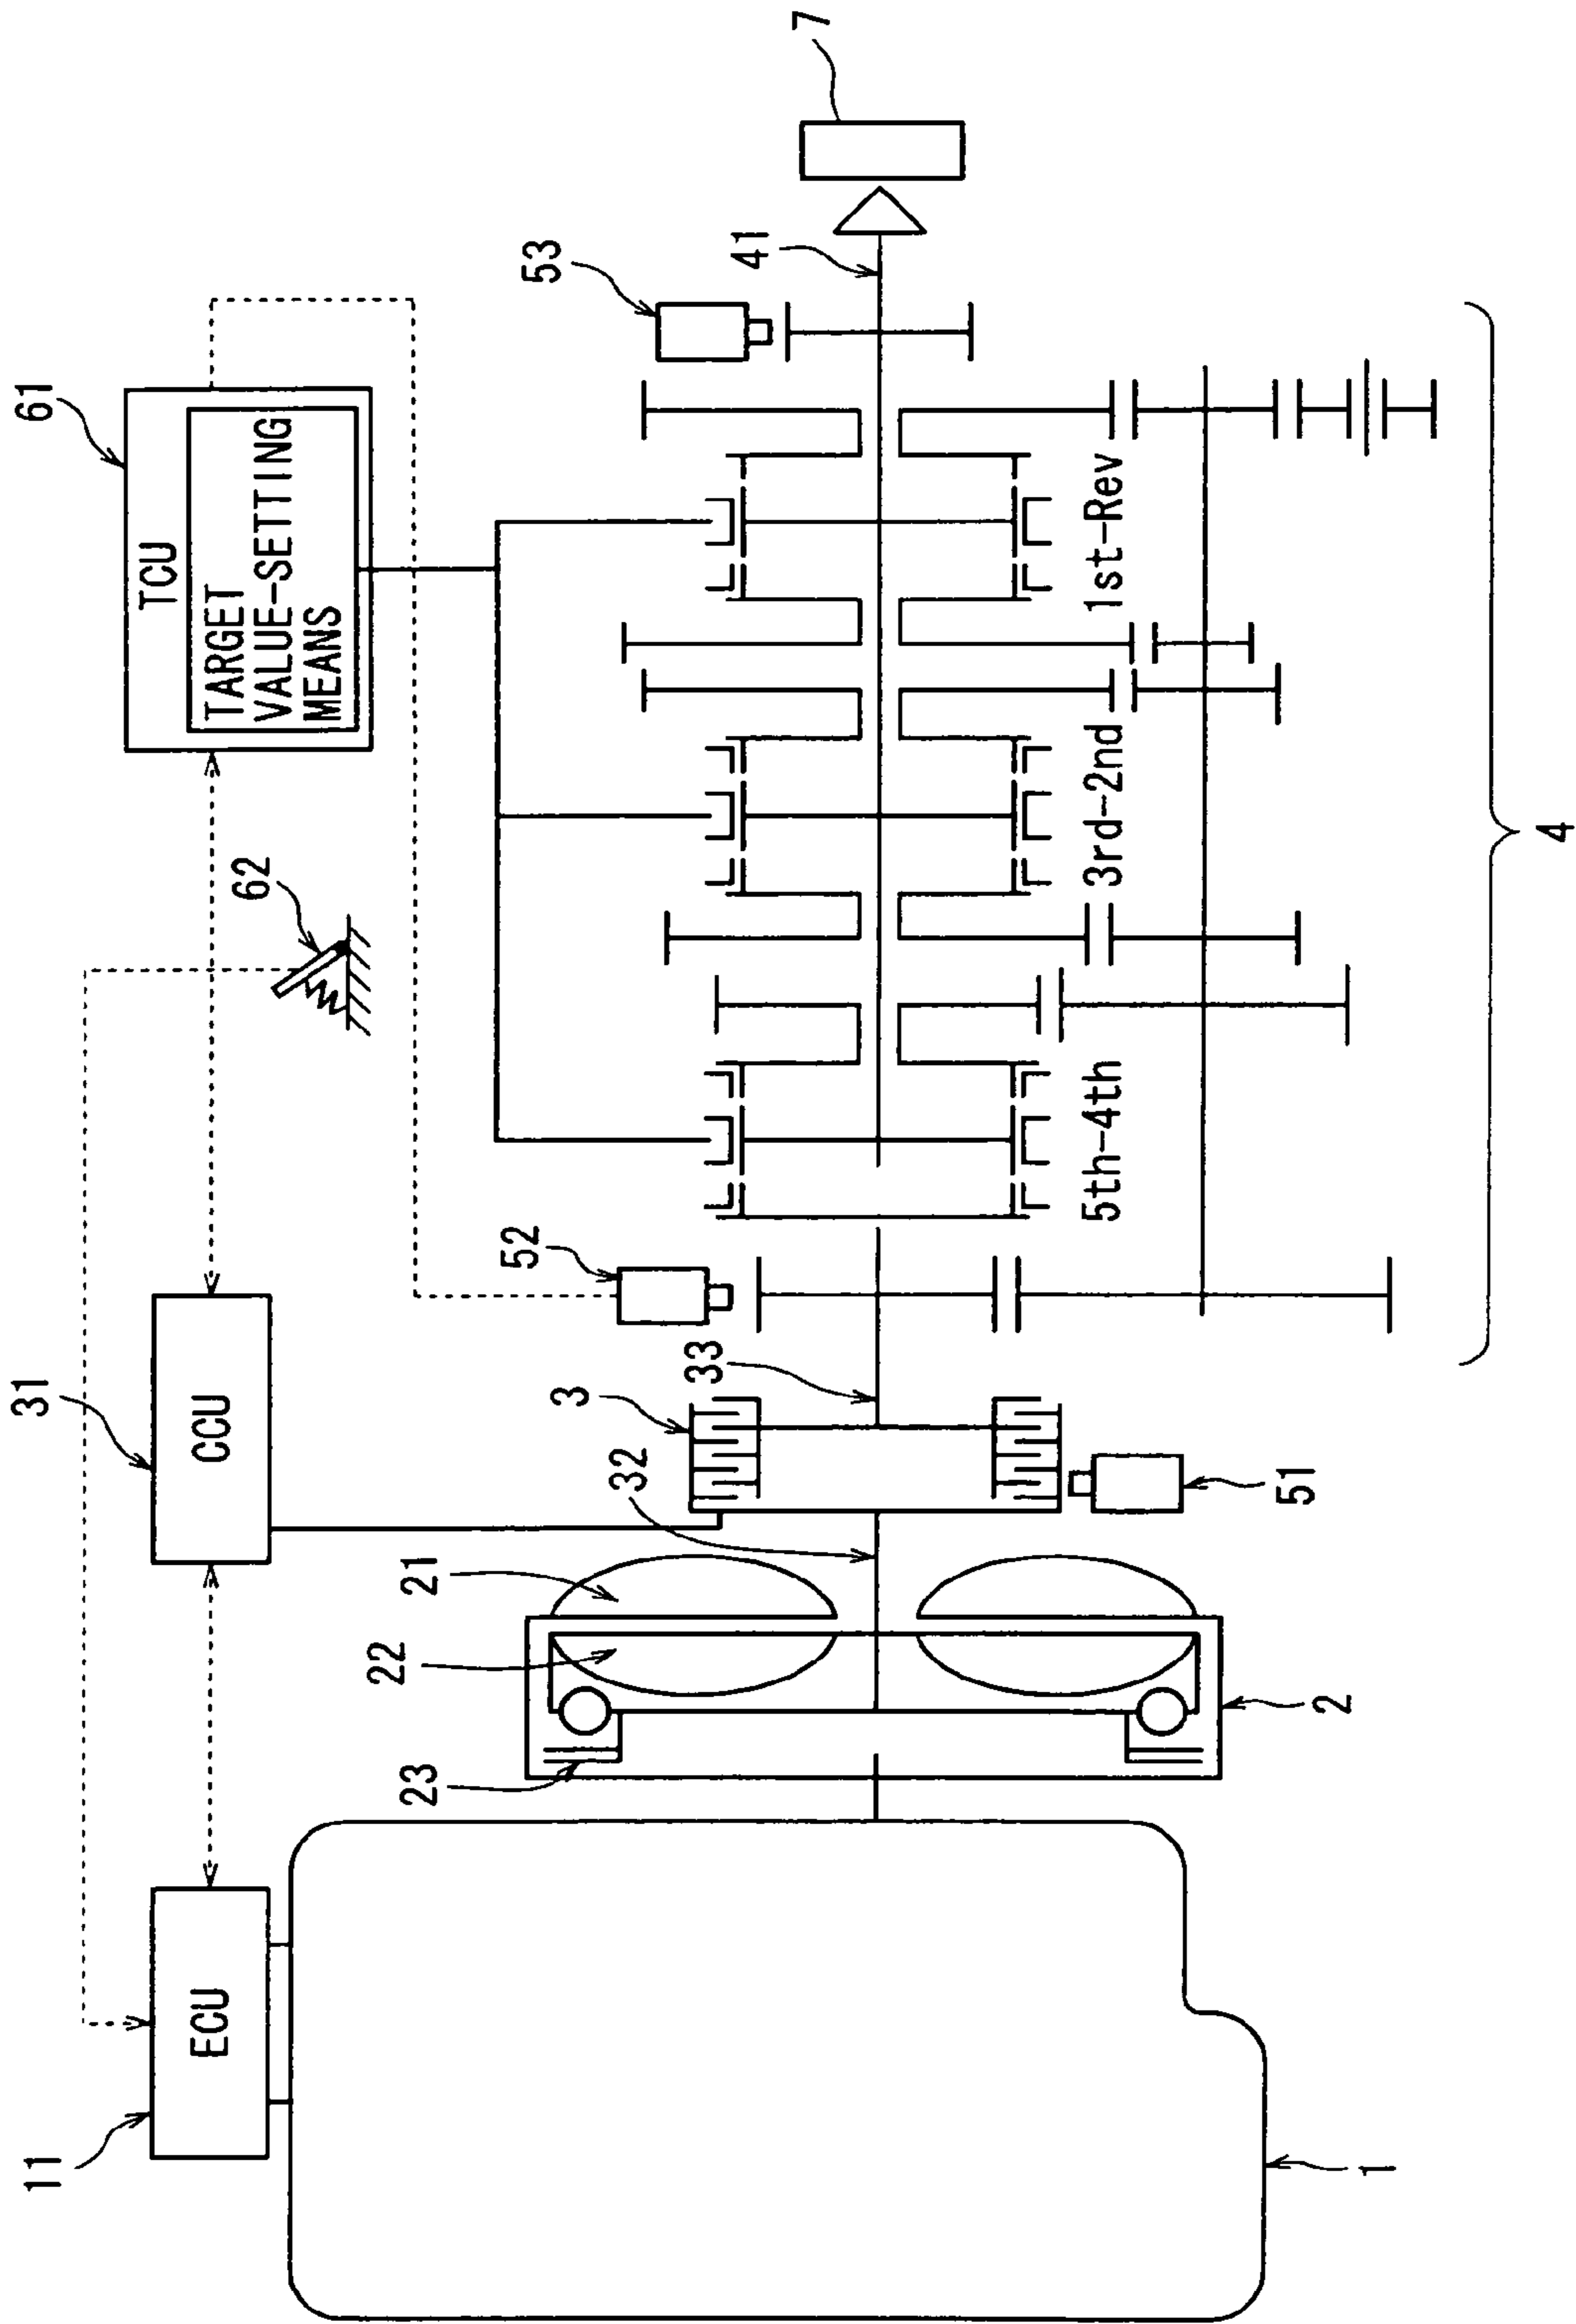 11
31
61
ECU
CCU
TCU
TARGET
VALUE-SETTING
MEANS
62
52
53
3
33
32
21
22
23
41
7
5th-4th
3rd-2nd
1st-Rev
51
2
1
4